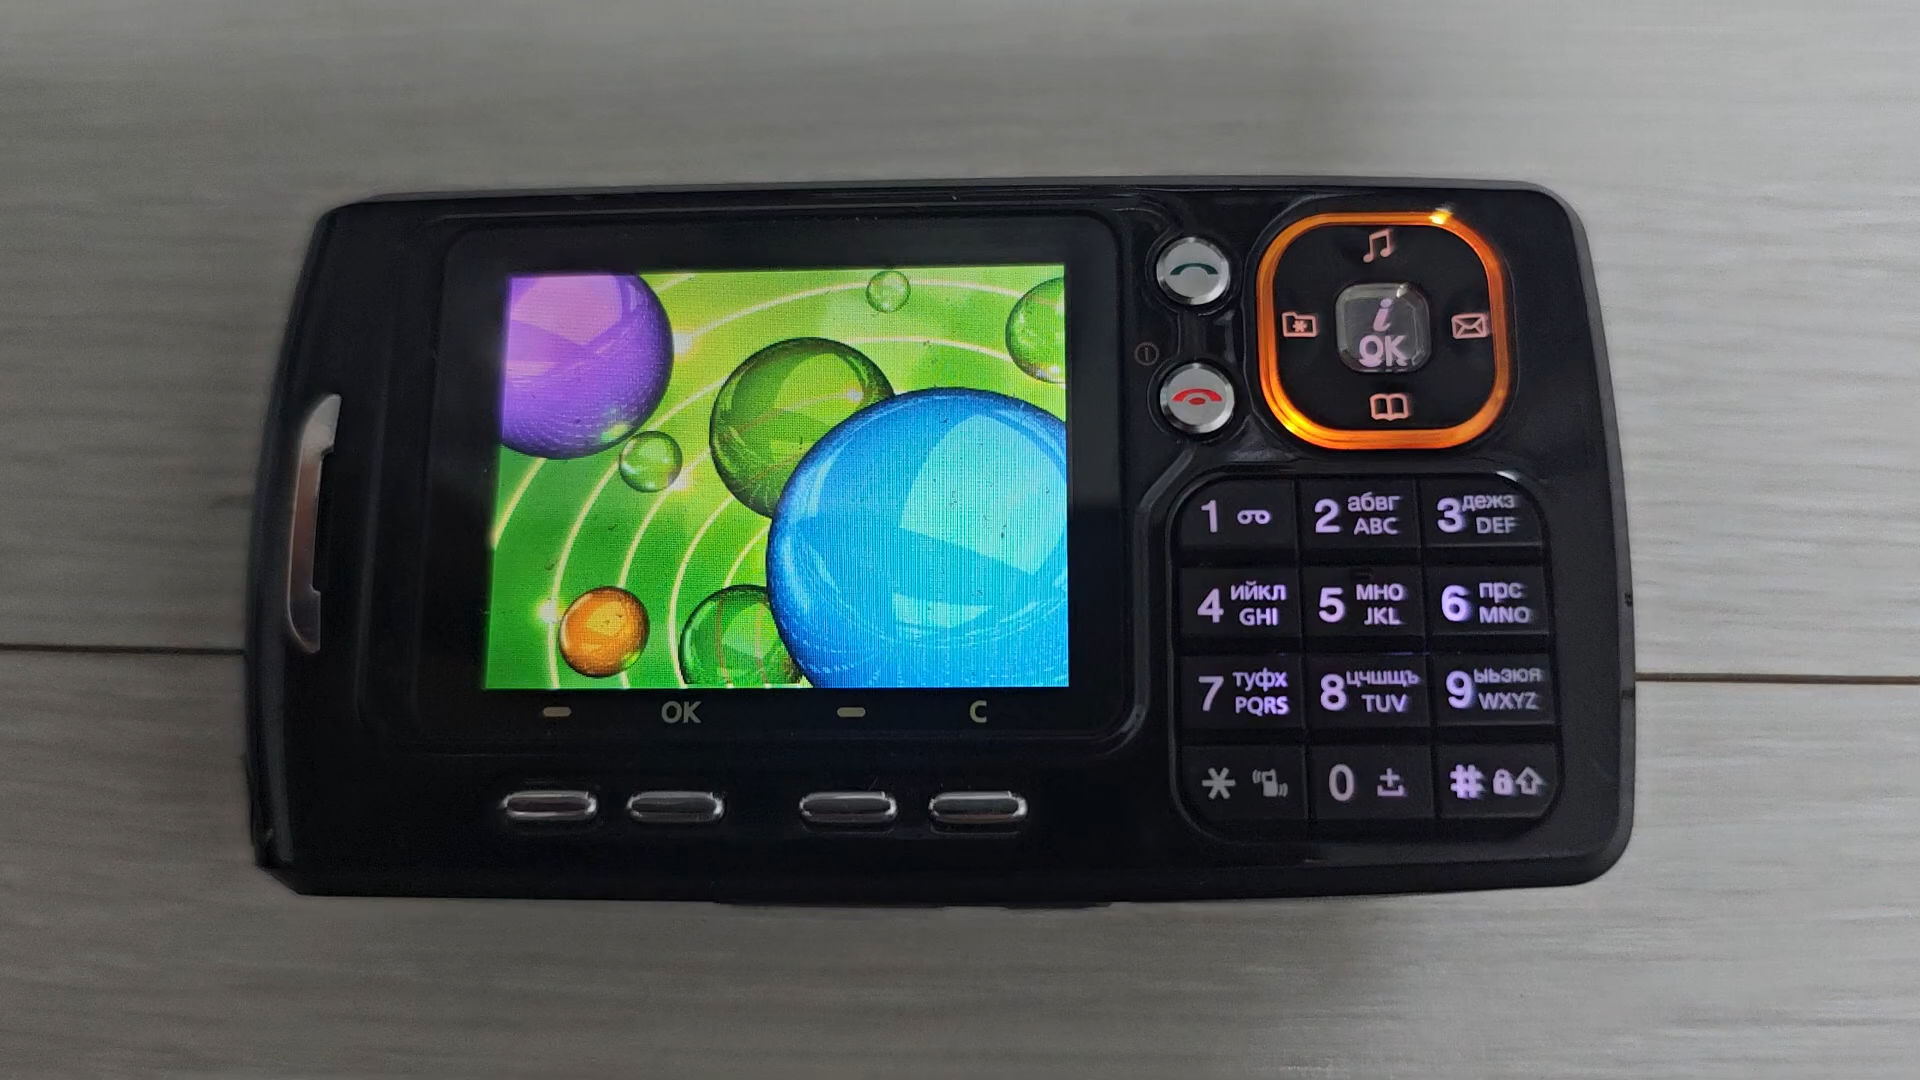 i
OK
1
2 абвг
ABC
3 дежз
DEF
4 ийкл
GHI
5 мно
JKL
6 прс
MNO
7 туфх
PQRS
8 цчшщъ
TUV
9 ыьэюя
WXYZ
* 0 #
OK C